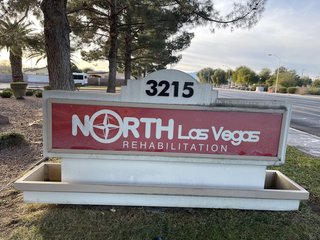 3215
NORTH Las Vegas
REHABILITATION